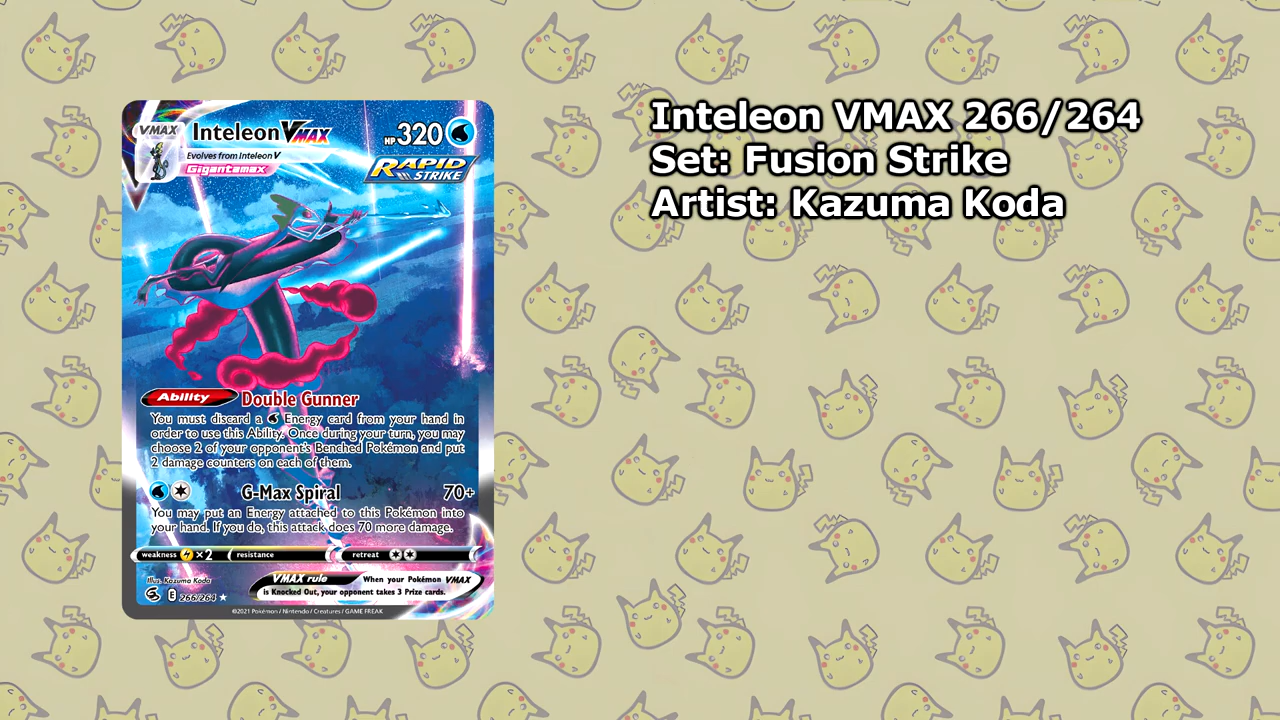 Inteleon VMAX 266/264
Set: Fusion Strike
Artist: Kazuma Koda
VMAX Inteleon VMAX HP 320
Evolves from Inteleon V
Gigantamax
RAPID STRIKE
Ability Double Gunner
You must discard a Energy card from your hand in
order to use this Ability. Once during your turn, you may
choose 2 of your opponent's Benched Pokémon and put
2 damage counters on each of them.
G-Max Spiral 70+
You may put an Energy attached to this Pokémon into
your hand. If you do, this attack does 70 more damage.
weakness ×2 resistance retreat
Illus. Kazuma Koda
VMAX rule When your Pokémon VMAX
is Knocked Out, your opponent takes 3 Prize cards.
E 266/264
©2021 Pokémon / Nintendo / Creatures / GAME FREAK